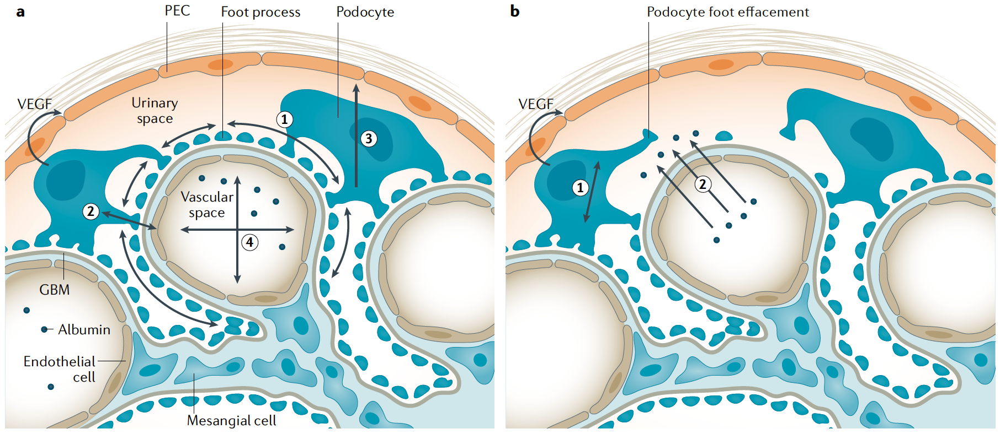 a
PEC
Foot process
Podocyte
VEGF
Urinary
space
1
3
Vascular
space
2
4
GBM
Albumin
Endothelial
cell
Mesangial cell
b
Podocyte foot effacement
VEGF
1
2